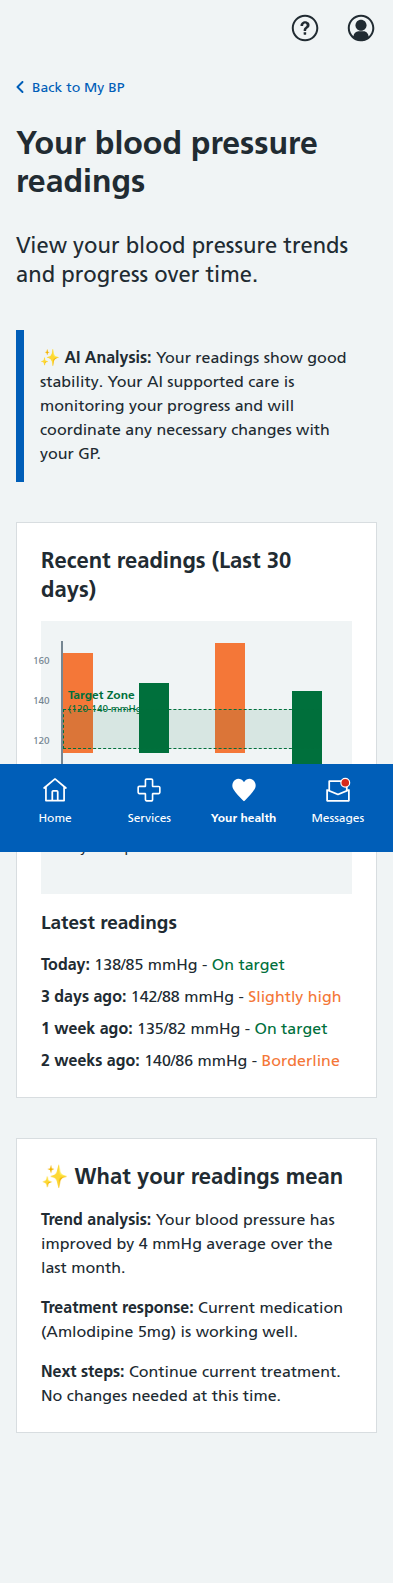 Back to My BP
Your blood pressure
readings
View your blood pressure trends
and progress over time.
✨ AI Analysis: Your readings show good
stability. Your AI supported care is
monitoring your progress and will
coordinate any necessary changes with
your GP.
Recent readings (Last 30
days)
160
Target Zone
140
(120-140 mmHg
120
Home
Services
Your health
Messages
Latest readings
Today: 138/85 mmHg - On target
3 days ago: 142/88 mmHg - Slightly high
1 week ago: 135/82 mmHg - On target
2 weeks ago: 140/86 mmHg - Borderline
✨ What your readings mean
Trend analysis: Your blood pressure has
improved by 4 mmHg average over the
last month.
Treatment response: Current medication
(Amlodipine 5mg) is working well.
Next steps: Continue current treatment.
No changes needed at this time.